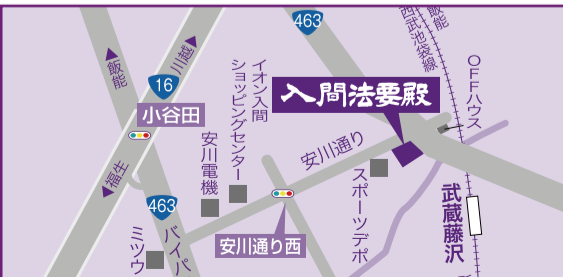 463
西武池袋線
飯能
飯能
川越
16
小谷田
イオン入間
ショッピングセンター
入間法要殿
OFFハウス
安川通り
安川電機
スポーツデポ
福生
463
バイパ
ミツウ
安川通り西
武蔵藤沢